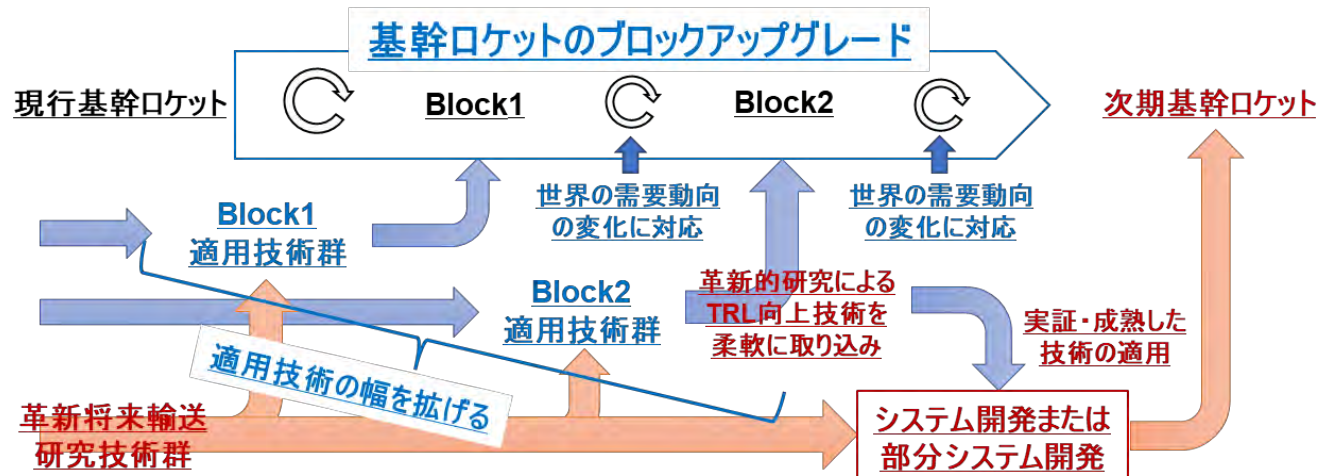 基幹ロケットのブロックアップグレード
現行基幹ロケット
Block1
Block2
次期基幹ロケット
世界の需要動向
の変化に対応
世界の需要動向
の変化に対応
Block1
適用技術群
Block2
適用技術群
革新的研究による
TRL向上技術を
柔軟に取り込み
実証・成熟した
技術の適用
適用技術の幅を拡げる
革新将来輸送
研究技術群
システム開発または
部分システム開発